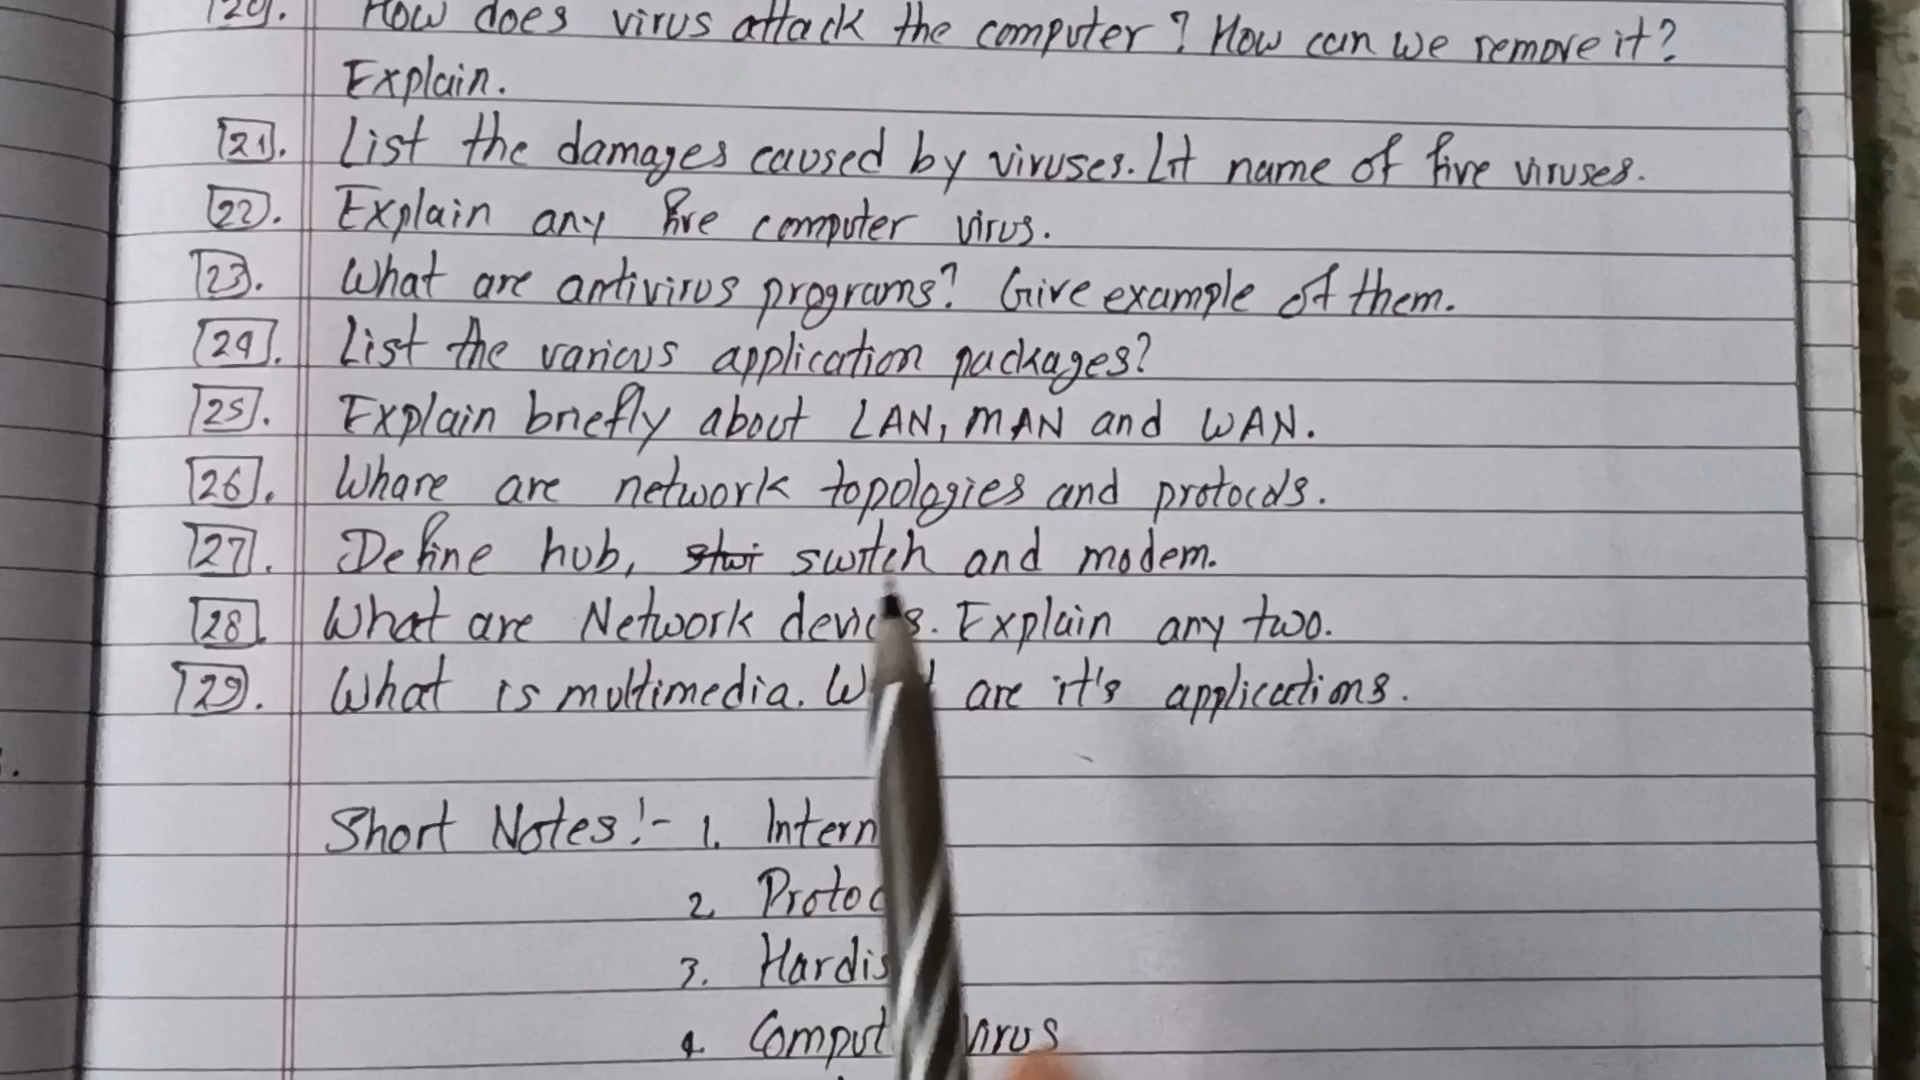 20. How does virus attack the computer? How can we remove it?
Explain.
21. List the damages caused by viruses. Lit name of five viruses.
22. Explain any five computer virus.
23. What are antivirus programs? Give example of them.
24. List the various application packages?
25. Explain briefly about LAN, MAN and WAN.
26. Whare are network topologies and protocols.
27. Define hub, switch and modem.
28. What are Network devices. Explain any two.
29. What is multimedia. are it's applications.
Short Notes:- 1. Intern
2. Protoc
3. Hardis
4. Comput virus